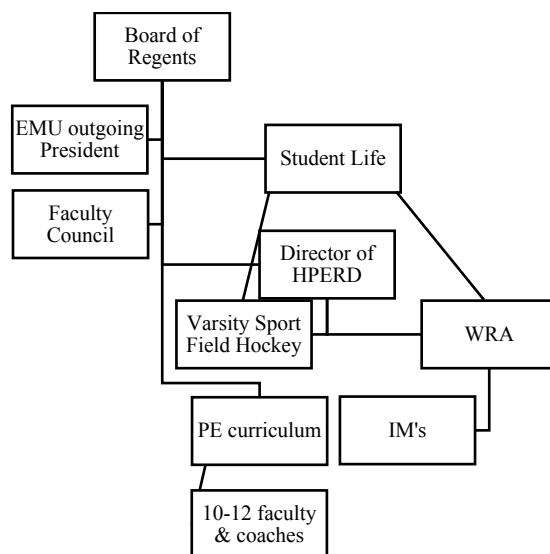 Board of
Regents
EMU outgoing
President
Student Life
Faculty
Council
Director of
HPERD
Varsity Sport
Field Hockey
WRA
PE curriculum
IM's
10-12 faculty
& coaches